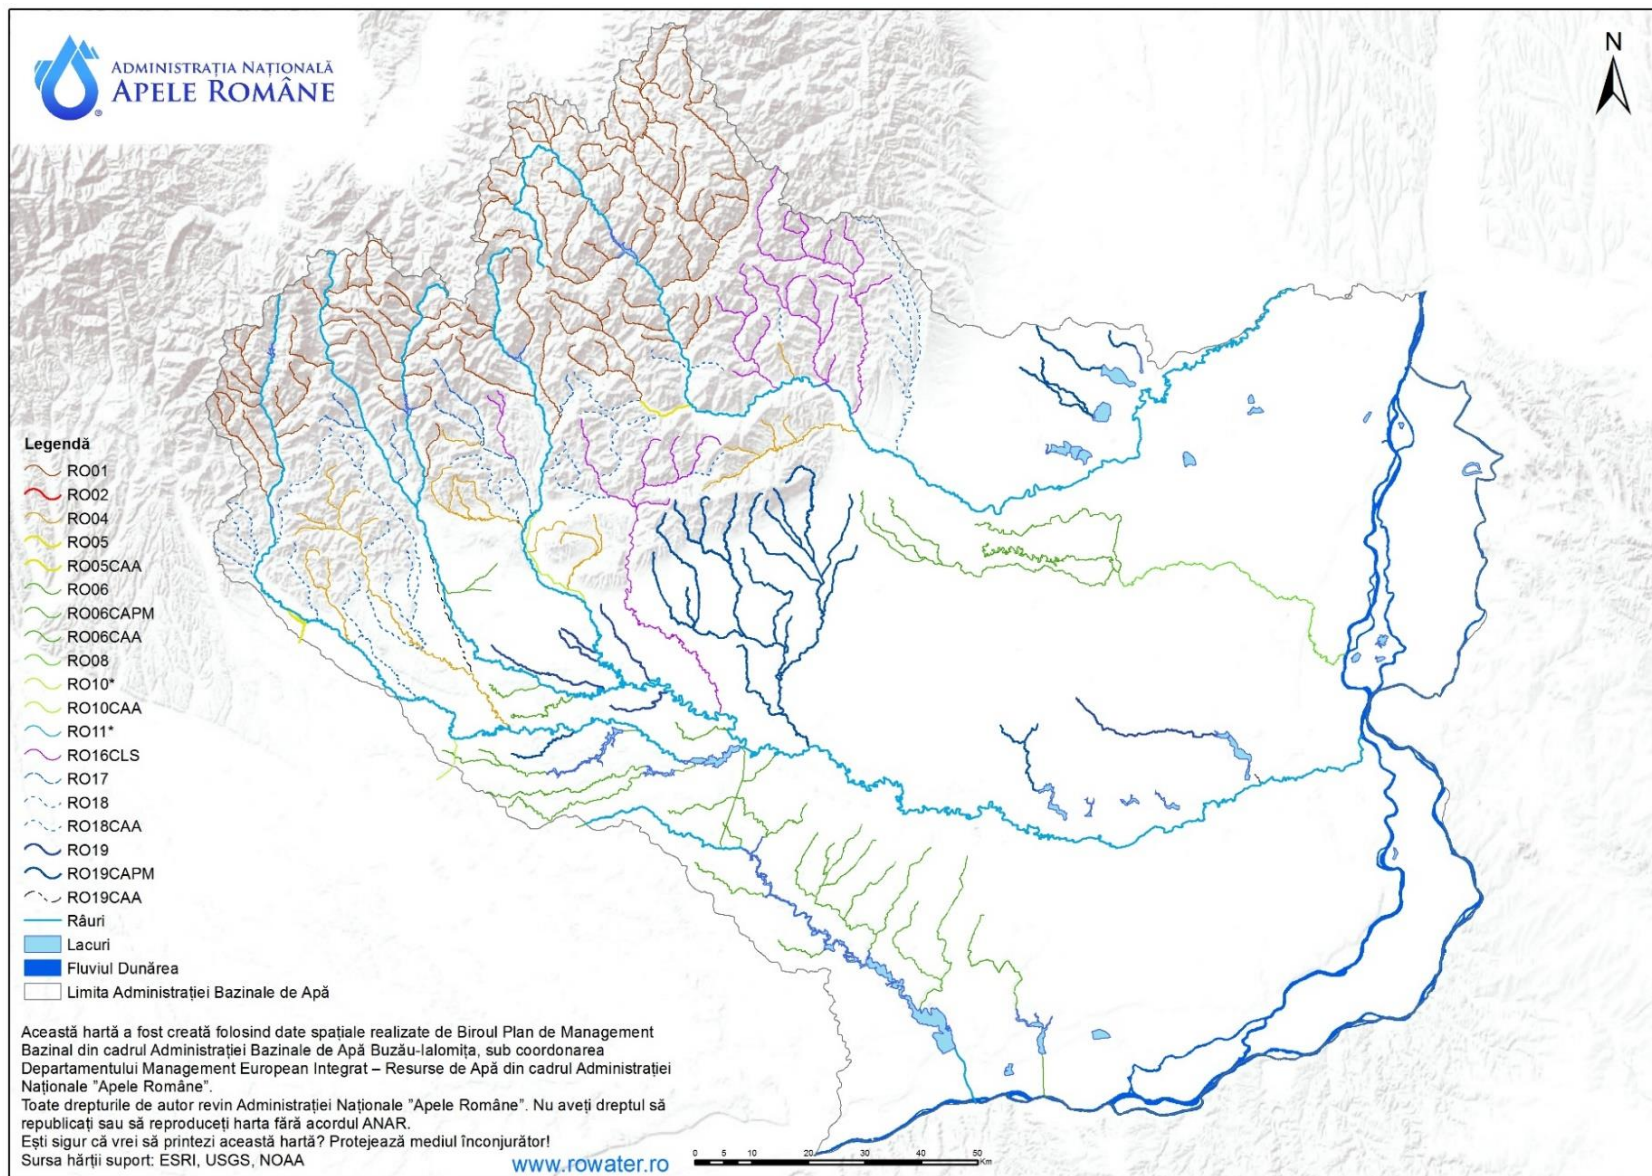 ADMINISTRAȚIA NAȚIONALĂ
APELE ROMÂNE
®
N
Legendă
RO01
RO02
RO04
RO05
RO05CAA
RO06
RO06CAPM
RO06CAA
RO08
RO10*
RO10CAA
RO11*
RO16CLS
RO17
RO18
RO18CAA
RO19
RO19CAPM
RO19CAA
Râuri
Lacuri
Fluviul Dunărea
Limita Administrației Bazinale de Apă
Această hartă a fost creată folosind date spațiale realizate de Biroul Plan de Management
Bazinal din cadrul Administrației Bazinale de Apă Buzău-Ialomița, sub coordonarea
Departamentului Management European Integrat – Resurse de Apă din cadrul Administrației
Naționale "Apele Române".
Toate drepturile de autor revin Administrației Naționale "Apele Române". Nu aveți dreptul să
republicați sau să reproduceți harta fără acordul ANAR.
Ești sigur că vrei să printezi această hartă? Protejează mediul înconjurător!
Sursa hărții suport: ESRI, USGS, NOAA
www.rowater.ro
0 5 10 20 30 40 50 Km